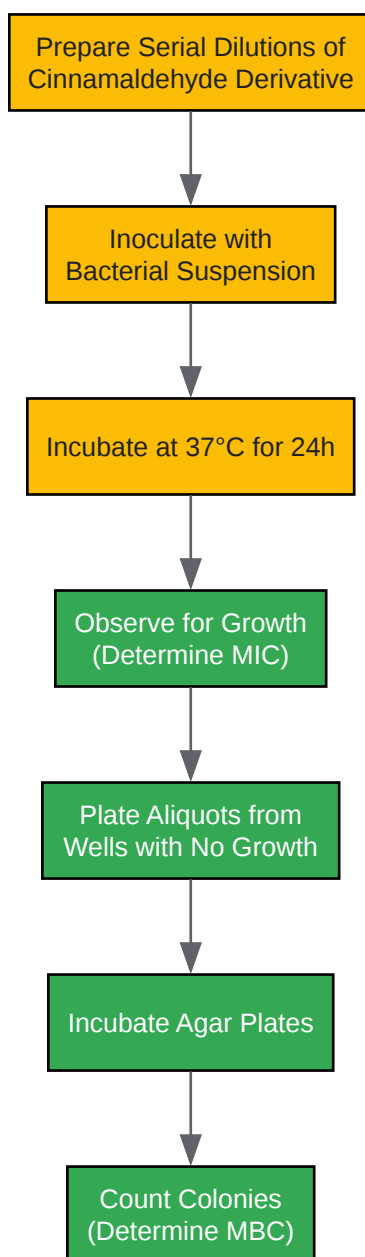 Prepare Serial Dilutions of
Cinnamaldehyde Derivative
Inoculate with
Bacterial Suspension
Incubate at 37°C for 24h
Observe for Growth
(Determine MIC)
Plate Aliquots from
Wells with No Growth
Incubate Agar Plates
Count Colonies
(Determine MBC)